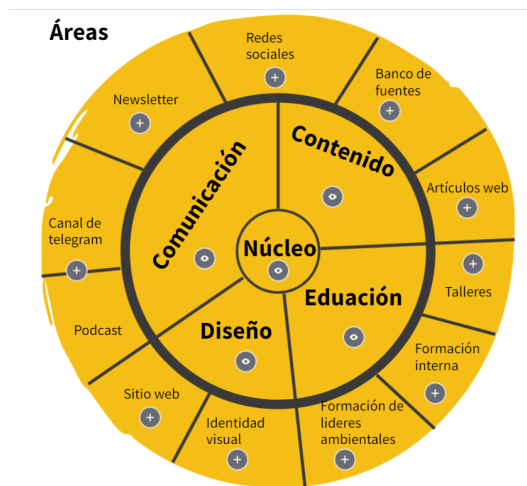 Áreas
Redes
sociales
Banco de
fuentes
Newsletter
Contenido
Comunicación
Artículos web
Canal de
telegram
Núcleo
Talleres
Eduación
Podcast
Diseño
Formación
interna
Sitio web
Formación de
lideres
ambientales
Identidad
visual